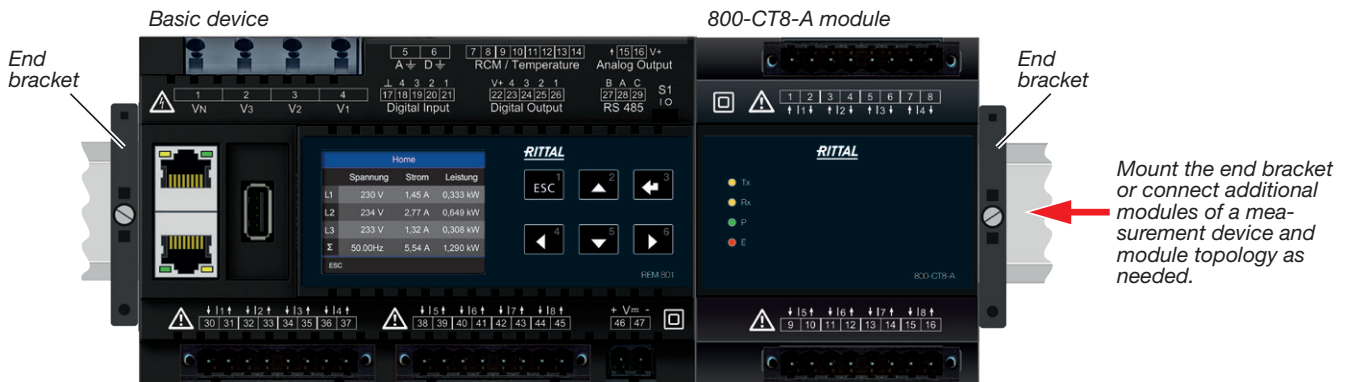 Basic device
800-CT8-A module
End
bracket
End
bracket
5 6
A D
7 8 9 10 11 12 13 14
RCM / Temperature
15 16 V+
Analog Output
1 2 3 4
VN V3 V2 V1
⊥ 4 3 2 1
17 18 19 20 21
Digital Input
V+ 4 3 2 1
22 23 24 25 26
Digital Output
B A C
27 28 29
RS 485
S1
I O
1 2 3 4 5 6 7 8
I1 I2 I3 I4
RITTAL
Home
Spannung Strom Leistung
L1 230 V 1,45 A 0,333 kW
L2 234 V 2,77 A 0,649 kW
L3 233 V 1,32 A 0,308 kW
Σ 50.00Hz 5,54 A 1,290 kW
ESC
1 ESC
2
3
4
5
6
REM 801
RITTAL
Tx
Rx
P
E
800-CT8-A
Mount the end bracket
or connect additional
modules of a mea-
surement device and
module topology as
needed.
I1 I2 I3 I4
30 31 32 33 34 35 36 37
I5 I6 I7 I8
38 39 40 41 42 43 44 45
+ V= -
46 47
I5 I6 I7 I8
9 10 11 12 13 14 15 16